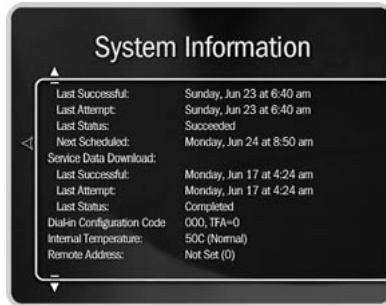 System Information
Last Successful: Sunday, Jun 23 at 6:40 am
Last Attempt: Sunday, Jun 23 at 6:40 am
Last Status: Succeeded
Next Scheduled: Monday, Jun 24 at 8:50 am
Service Data Download:
Last Successful: Monday, Jun 17 at 4:24 am
Last Attempt: Monday, Jun 17 at 4:24 am
Last Status: Completed
Dial-in Configuration Code 000, TFA=0
Internal Temperature: 50C (Normal)
Remote Address: Not Set (0)